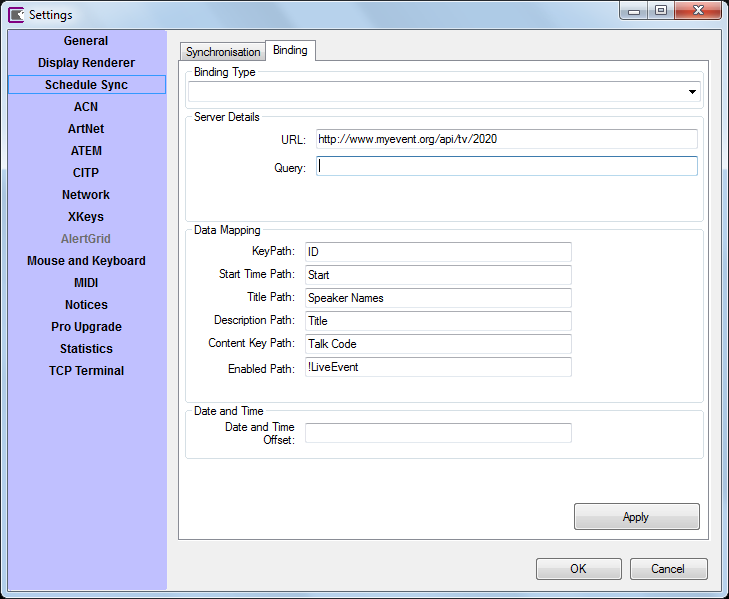 Settings
General
Display Renderer
Schedule Sync
ACN
ArtNet
ATEM
CITP
Network
XKeys
AlertGrid
Mouse and Keyboard
MIDI
Notices
Pro Upgrade
Statistics
TCP Terminal
Synchronisation Binding
Binding Type
Server Details
URL: http://www.myevent.org/api/tv/2020
Query:
Data Mapping
KeyPath: ID
Start Time Path: Start
Title Path: Speaker Names
Description Path: Title
Content Key Path: Talk Code
Enabled Path: !LiveEvent
Date and Time
Date and Time
Offset:
Apply
OK Cancel